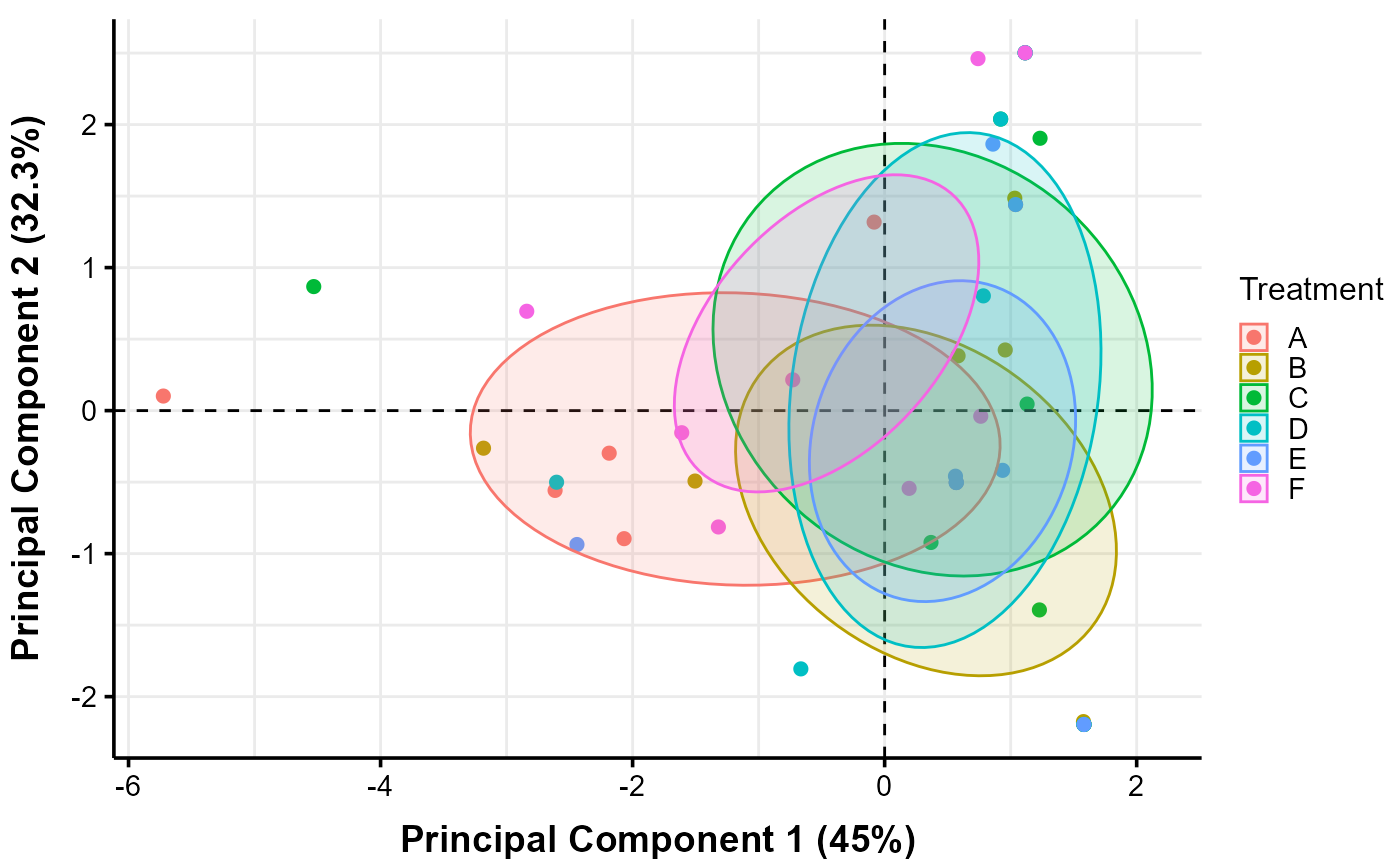 Principal Component 2 (32.3%)
2
1
0
-1
-2
-6
-4
-2
0
2
Principal Component 1 (45%)
Treatment
A
B
C
D
E
F